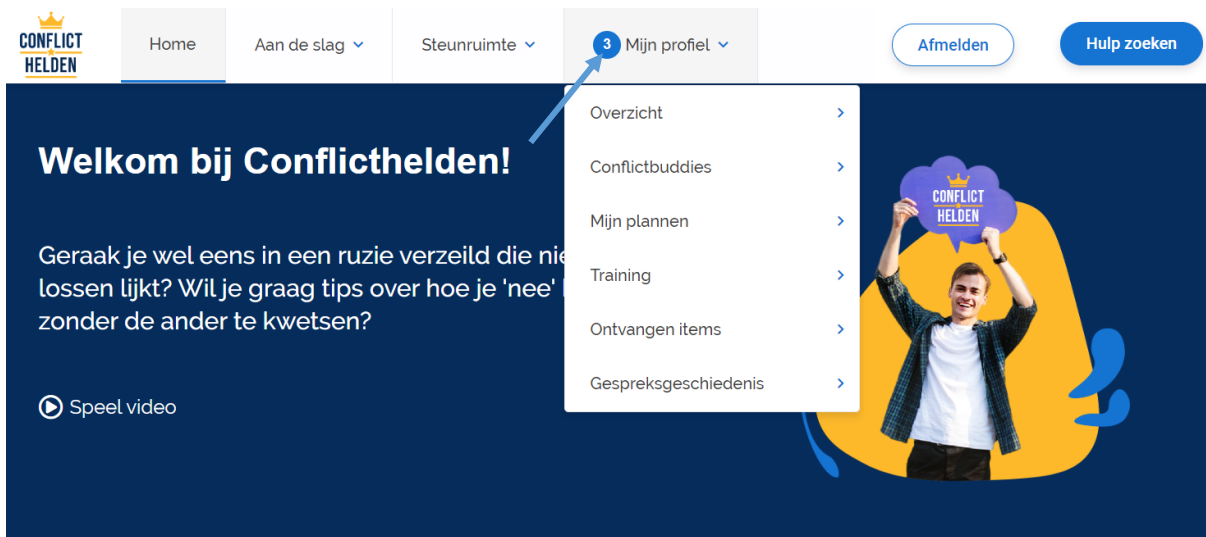 CONFLICT
HELDEN
Home
Aan de slag
Steunruimte
3 Mijn profiel
Afmelden
Hulp zoeken
Overzicht
Conflictbuddies
Mijn plannen
Training
Ontvangen items
Gespreksgeschiedenis
Welkom bij Conflicthelden!
Geraak je wel eens in een ruzie verzeild die
lossen lijkt? Wil je graag tips over hoe je 'nee'
zonder de ander te kwetsen?
Speel video
CONFLICT
HELDEN